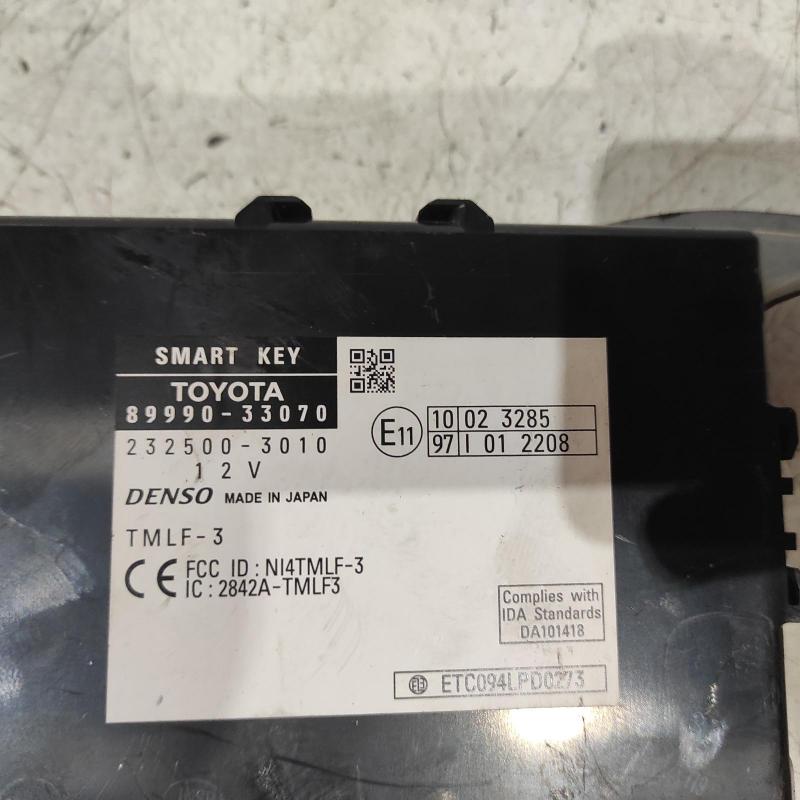 SMART KEY
TOYOTA
89990-33070
232500-3010
12V
DENSO MADE IN JAPAN
E11
10 02 3285
97 I 01 2208
TMLF-3
CE FCC ID : NI4TMLF-3
IC : 2842A-TMLF3
Complies with
IDA Standards
DA101418
ETC094LPD0273